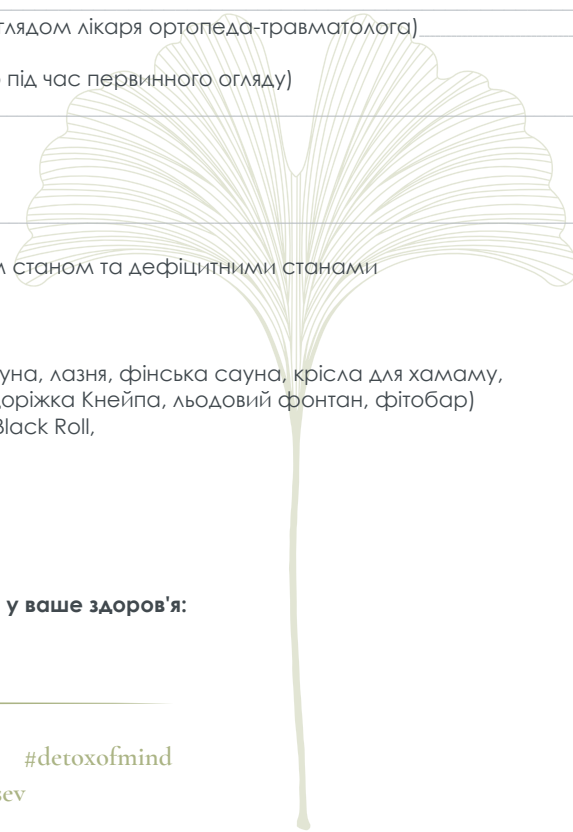 глядом лікаря ортопеда-травматолога)
під час первинного огляду)
станом та дефіцитними станами
уна, лазня, фінська сауна, крісла для хамаму,
доріжка Кнейпа, льодовий фонтан, фітобар)
Black Roll,
у ваше здоров'я:
#detoxofmind
sev